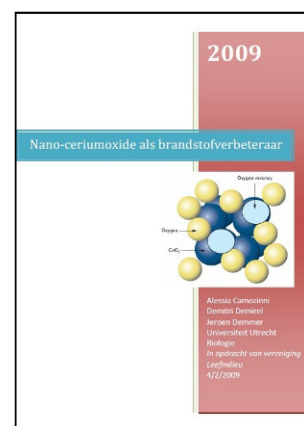 2009
Nano-ceriumoxide als brandstofverbeteraar
Oxygen vacancy
Oxygen
CeO₂
Alessia Camozinni
Demitri Demirel
Jeroen Demmer
Universiteit Utrecht
Biologie
In opdracht van vereniging
Leefmilieu
4/2/2009